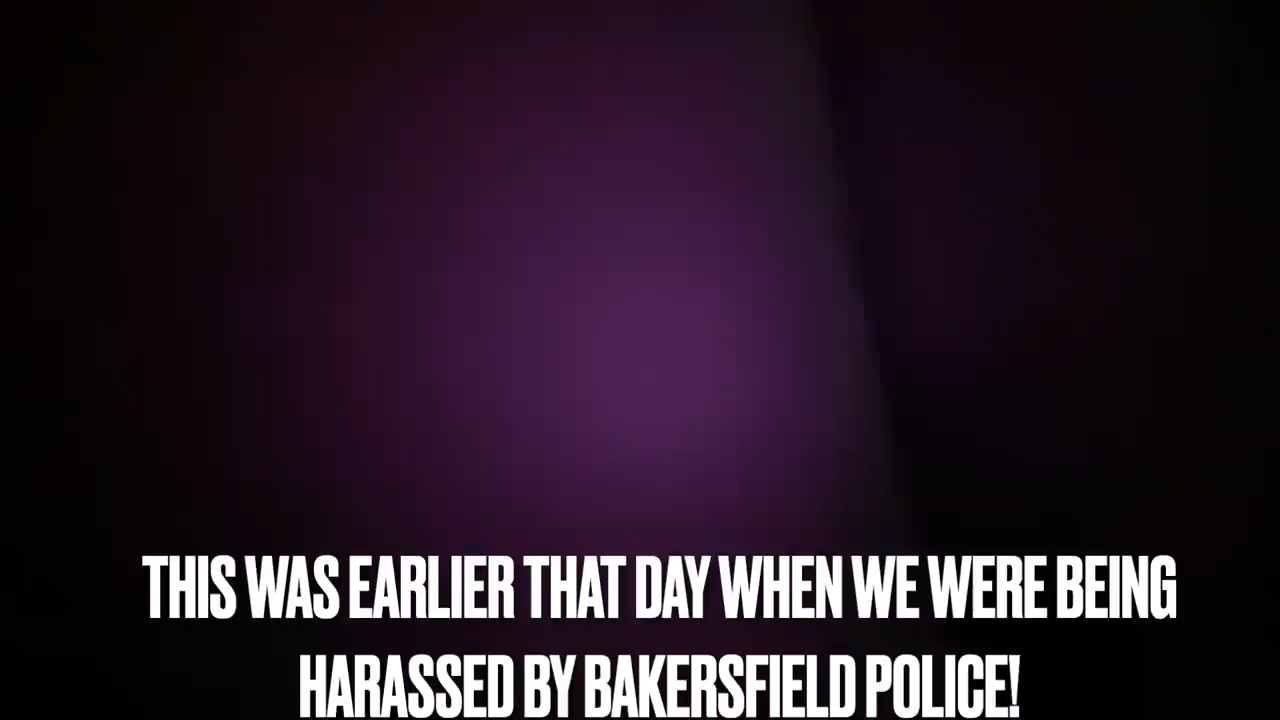 THIS WAS EARLIER THAT DAY WHEN WE WERE BEING
HARASSED BY BAKERSFIELD POLICE!